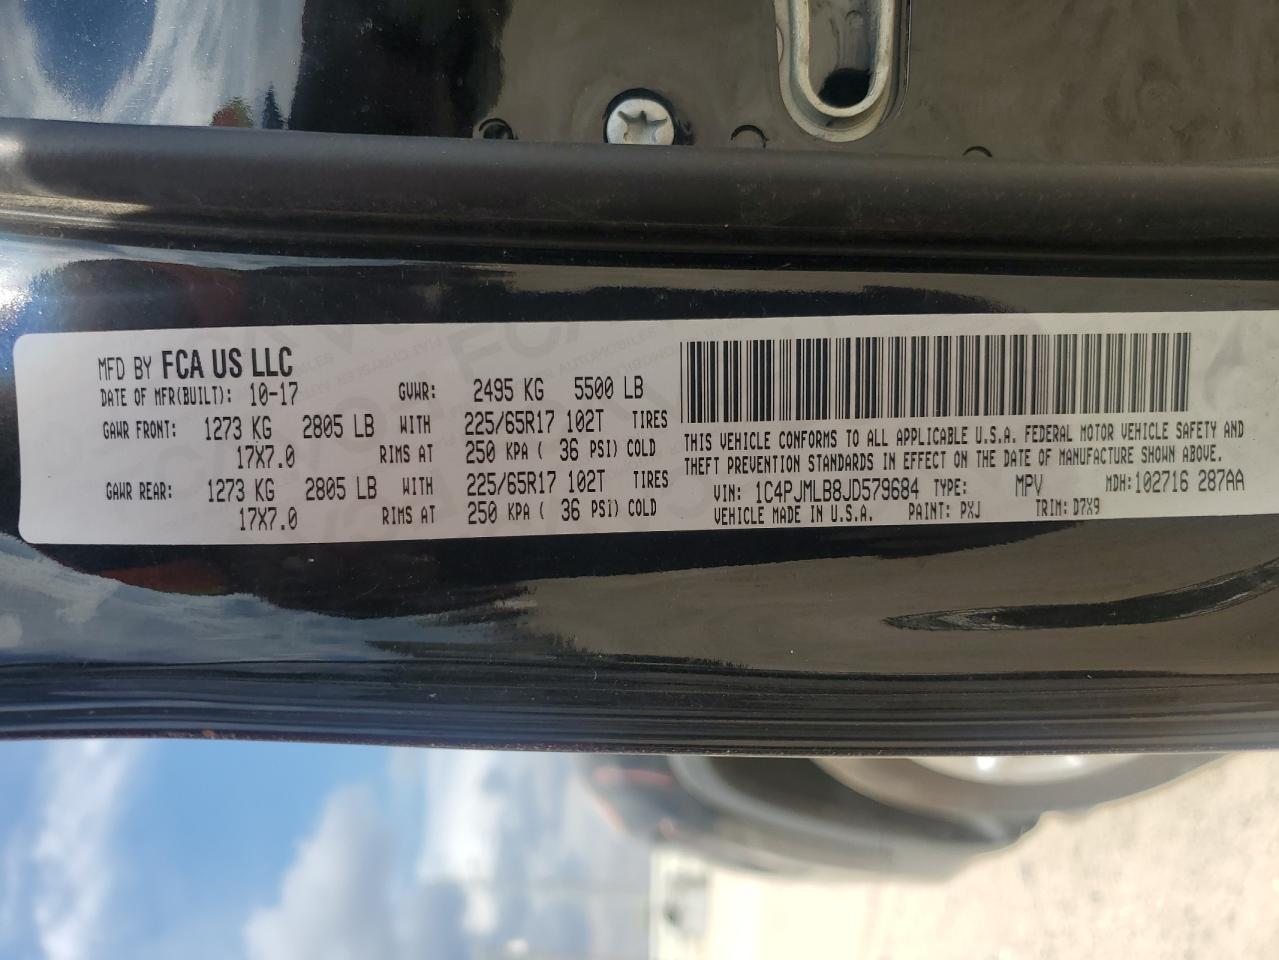 MFD BY FCA US LLC
DATE OF MFR(BUILT): 10-17 GVWR: 2495 KG 5500 LB
GAWR FRONT: 1273 KG 2805 LB WITH 225/65R17 102T TIRES
17X7.0 RIMS AT 250 KPA ( 36 PSI) COLD
GAWR REAR: 1273 KG 2805 LB WITH 225/65R17 102T TIRES
17X7.0 RIMS AT 250 KPA ( 36 PSI) COLD
THIS VEHICLE CONFORMS TO ALL APPLICABLE U.S.A. FEDERAL MOTOR VEHICLE SAFETY AND
THEFT PREVENTION STANDARDS IN EFFECT ON THE DATE OF MANUFACTURE SHOWN ABOVE.
VIN: 1C4PJMLB8JD579684 TYPE: MPV MDH: 102716 287AA
VEHICLE MADE IN U.S.A. PAINT: PXJ TRIM: D7X9